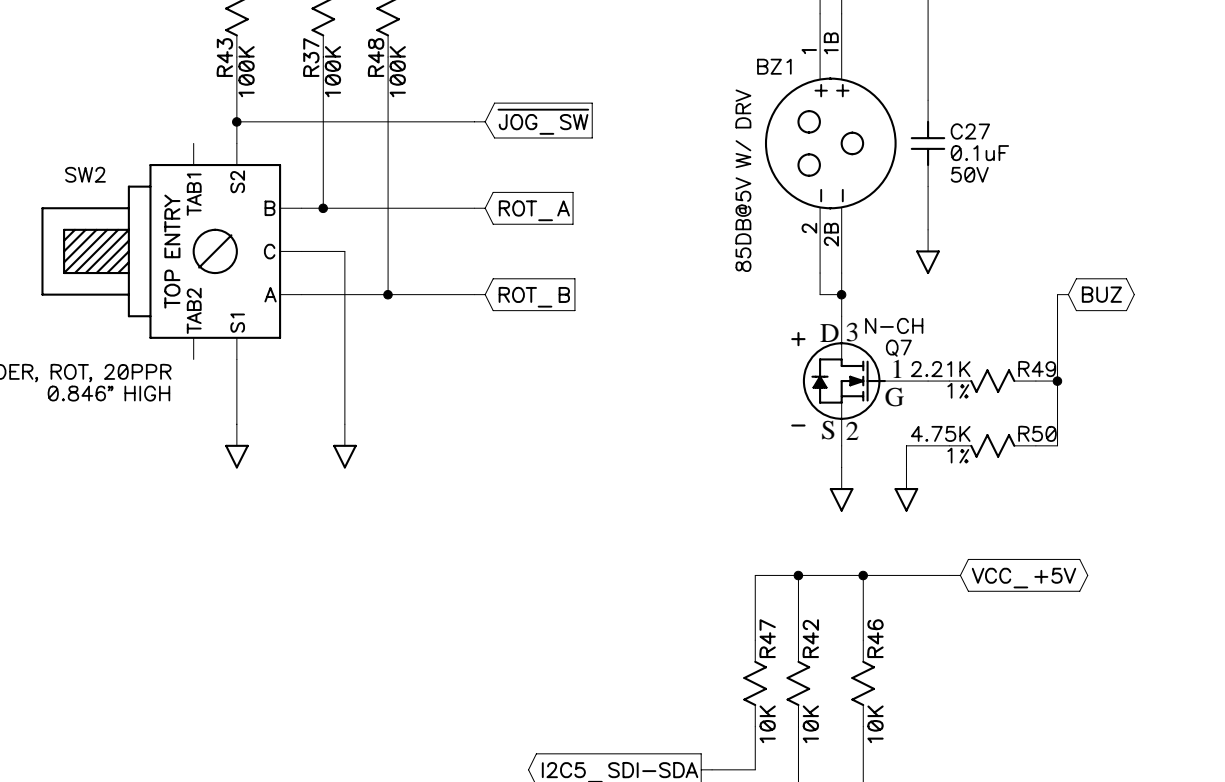 R43
100K
R37
100K
R48
100K
JOG_SW
SW2
TAB1
S2
TOP ENTRY
B
C
A
TAB2
S1
ROT_A
ROT_B
DER, ROT, 20PPR
0.846" HIGH
1
1B
BZ1
+ +
85DB@5V W/ DRV
2
2B
C27
0.1uF
50V
BUZ
+
D 3
N-CH
Q7
1
G
-
S 2
2.21K
R49
1%
4.75K
R50
1%
VCC_+5V
R47
10K
R42
10K
R46
10K
I2C5_SDI-SDA